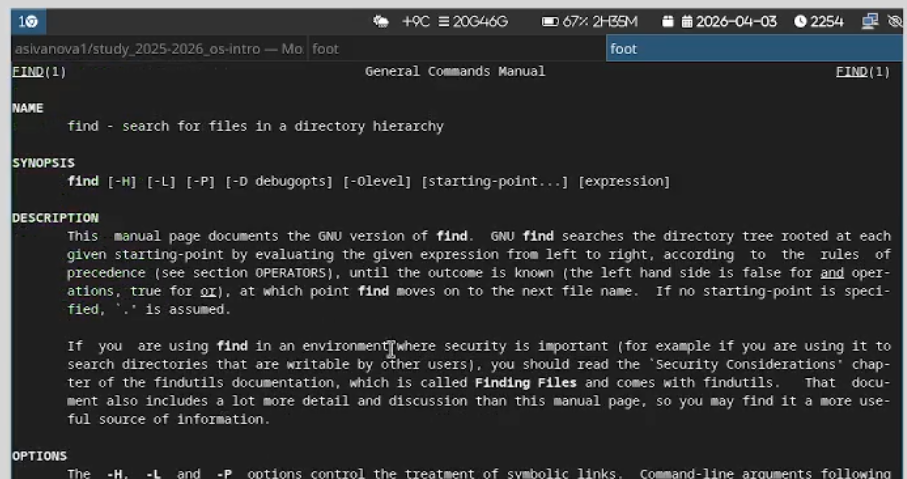 1
+9C 20G46G 67% 2H35M 2026-04-03 2254
asivanova1/study_2025-2026_os-intro — Mo foot foot
FIND(1) General Commands Manual FIND(1)
NAME
find - search for files in a directory hierarchy
SYNOPSIS
find [-H] [-L] [-P] [-D debugopts] [-Olevel] [starting-point...] [expression]
DESCRIPTION
This manual page documents the GNU version of find. GNU find searches the directory tree rooted at each
given starting-point by evaluating the given expression from left to right, according to the rules of
precedence (see section OPERATORS), until the outcome is known (the left hand side is false for and oper-
ations, true for or), at which point find moves on to the next file name. If no starting-point is speci-
fied, `.' is assumed.
If you are using find in an environment where security is important (for example if you are using it to
search directories that are writable by other users), you should read the `Security Considerations' chap-
ter of the findutils documentation, which is called Finding Files and comes with findutils. That docu-
ment also includes a lot more detail and discussion than this manual page, so you may find it a more use-
ful source of information.
OPTIONS
The -H, -L and -P options control the treatment of symbolic links. Command-line arguments following